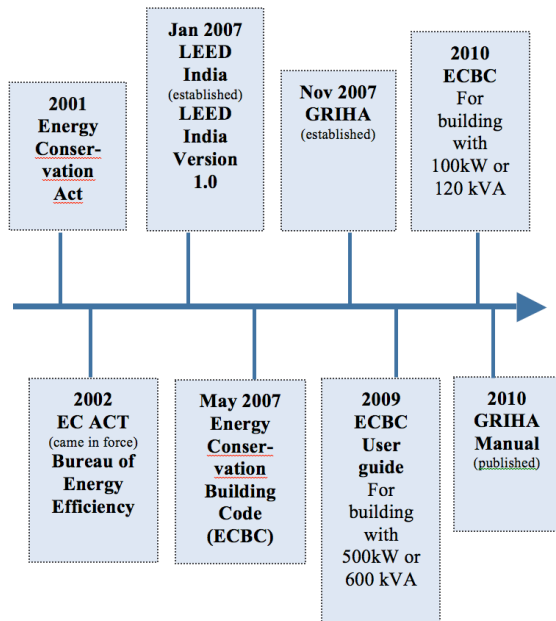 2001
Energy
Conser-
vation
Act
Jan 2007
LEED
India
(established)
LEED
India
Version
1.0
Nov 2007
GRIHA
(established)
2010
ECBC
For
building
with
100kW or
120 kVA
2002
EC ACT
(came in force)
Bureau of
Energy
Efficiency
May 2007
Energy
Conser-
vation
Building
Code
(ECBC)
2009
ECBC
User
guide
For
building
with
500kW or
600 kVA
2010
GRIHA
Manual
(published)